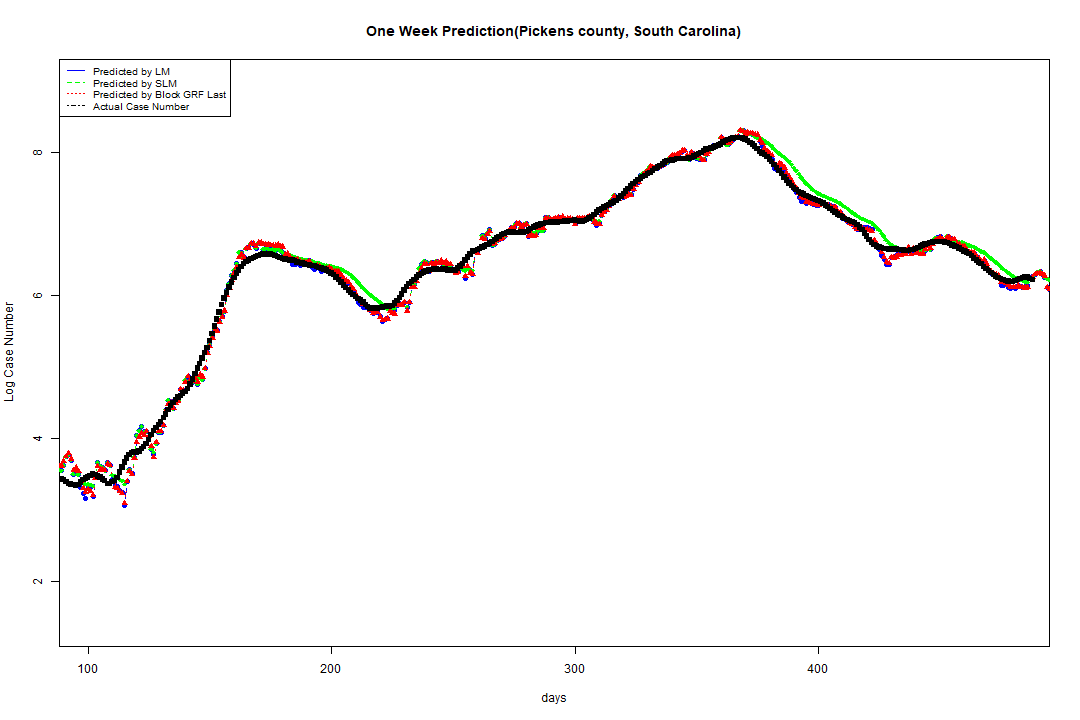 One Week Prediction(Pickens county, South Carolina)
Predicted by LM
Predicted by SLM
Predicted by Block GRF Last
Actual Case Number
8
6
4
2
Log Case Number
100 200 300 400
days